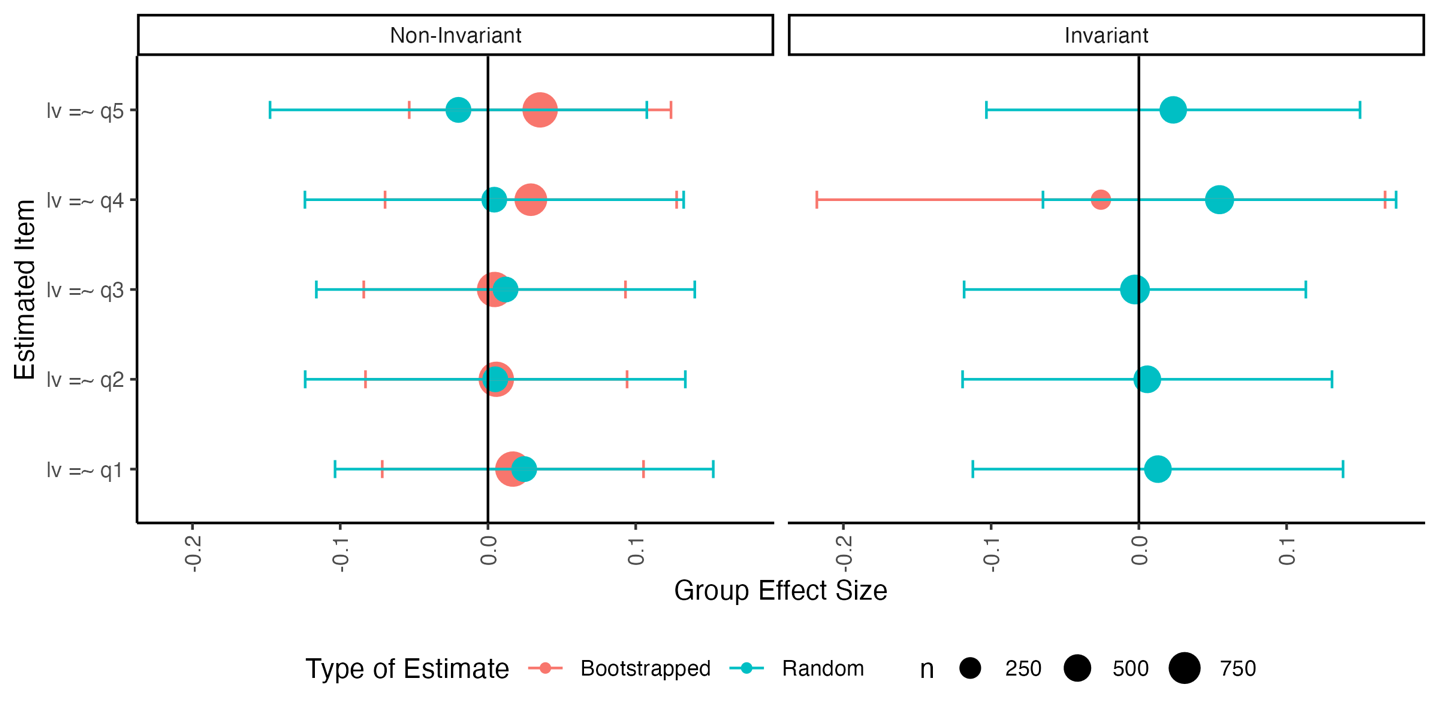 Non-Invariant
Invariant
Estimated Item
lv =~ q5
lv =~ q4
lv =~ q3
lv =~ q2
lv =~ q1
-0.2 -0.1 0.0 0.1
-0.2 -0.1 0.0 0.1
Group Effect Size
Type of Estimate Bootstrapped Random n 250 500 750